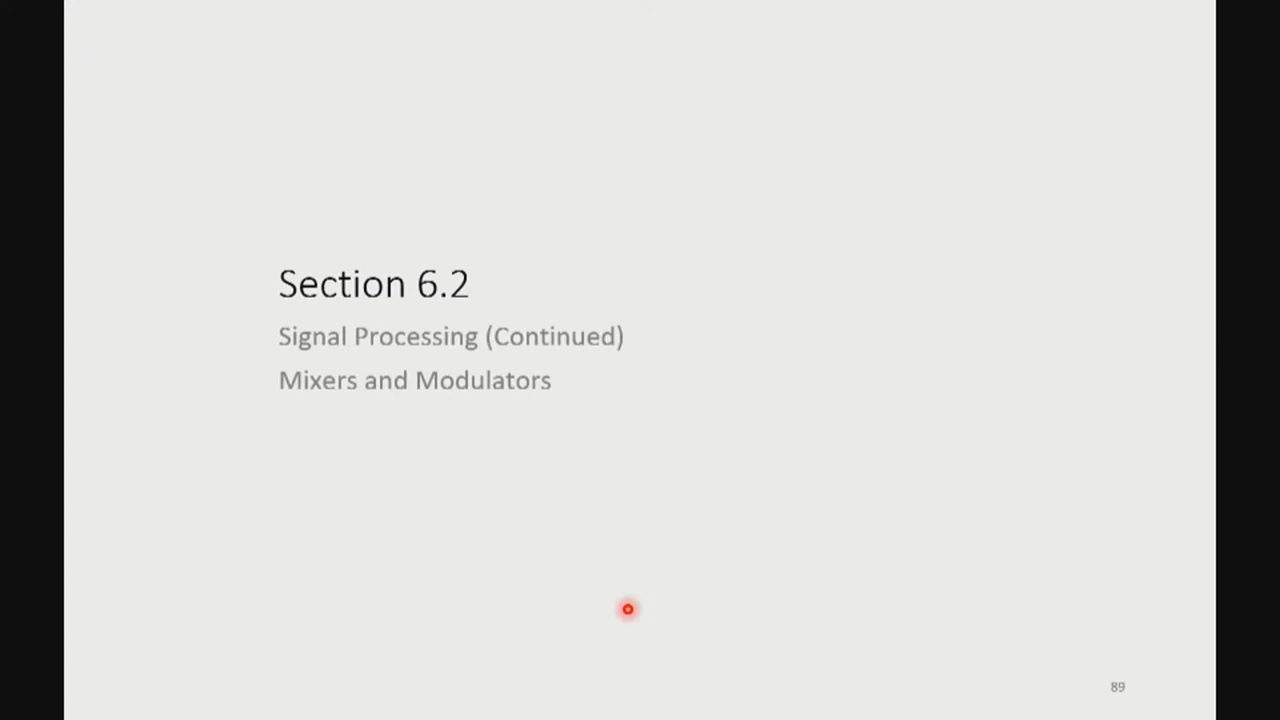 Section 6.2
Signal Processing (Continued)
Mixers and Modulators
89